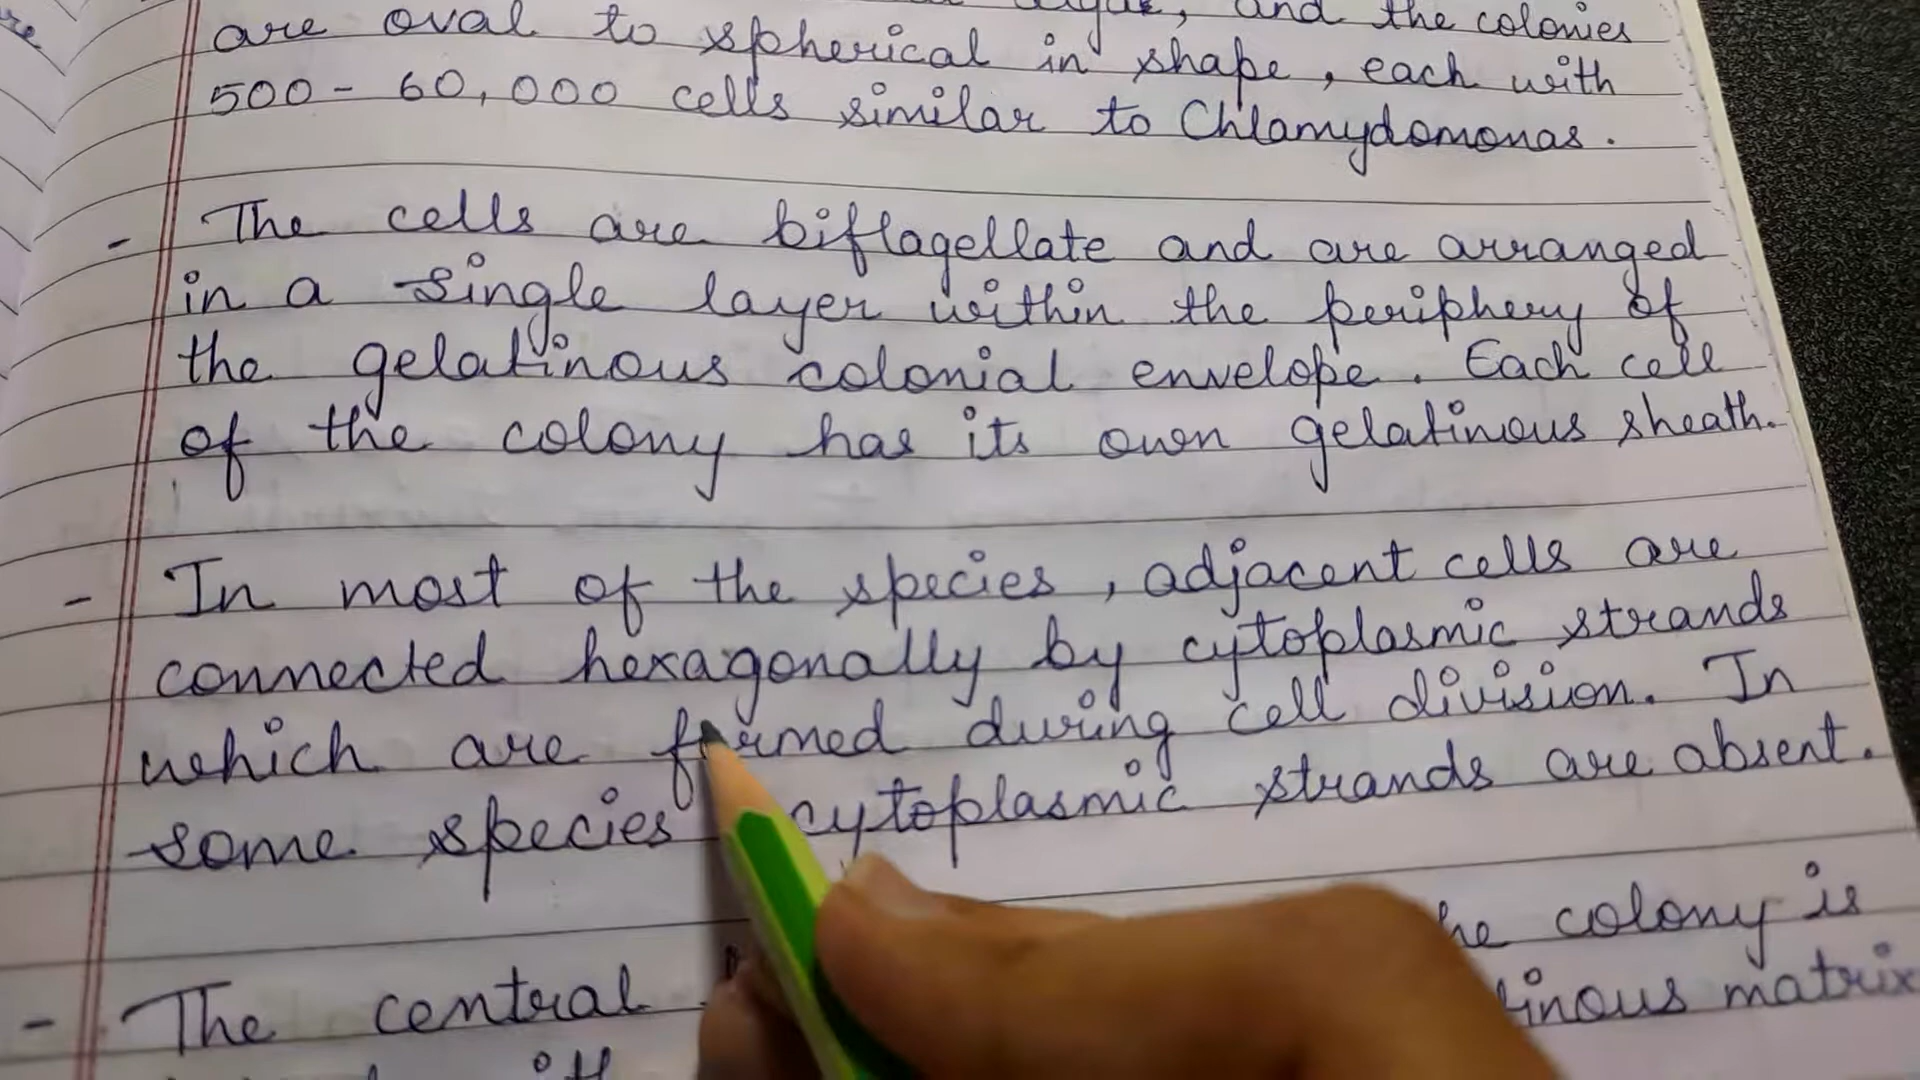 and the colonies
are oval to spherical in shape, each with
500 - 60,000 cells similar to Chlamydomonas.
- The cells are biflagellate and are arranged
in a single layer within the periphery of
the gelatinous colonial envelope. Each cell
of the colony has its own gelatinous sheath.
- In most of the species, adjacent cells are
connected hexagonally by cytoplasmic strands
which are formed during cell division. In
some species cytoplasmic strands are absent.
- The central colony is
matrix